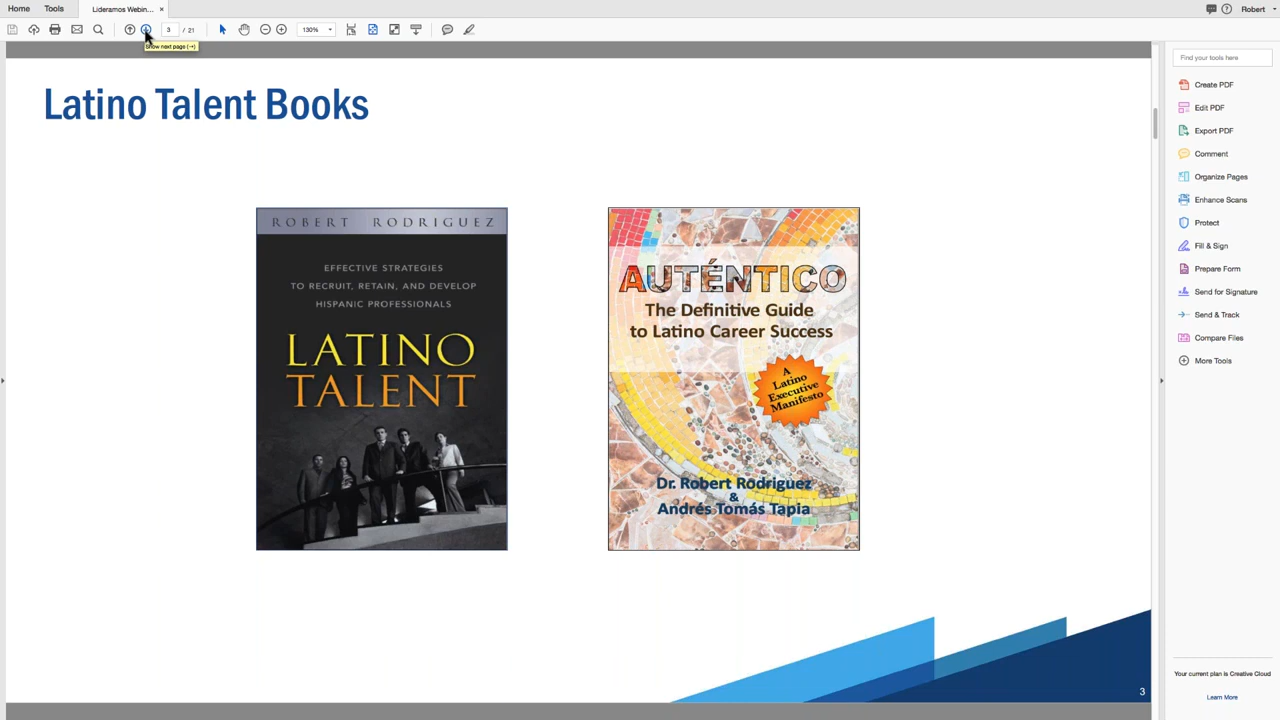 Home
Tools
Lideramos Webin...
Robert
3 / 21
130%
Show next page (→)
Latino Talent Books
ROBERT RODRIGUEZ
EFFECTIVE STRATEGIES
TO RECRUIT, RETAIN, AND DEVELOP
HISPANIC PROFESSIONALS
LATINO
TALENT
AUTÉNTICO
The Definitive Guide
to Latino Career Success
A
Latino
Executive
Manifesto
Dr. Robert Rodriguez
&
Andrés Tomás Tapia
3
Find your tools here
Create PDF
Edit PDF
Export PDF
Comment
Organize Pages
Enhance Scans
Protect
Fill & Sign
Prepare Form
Send for Signature
Send & Track
Compare Files
More Tools
Your current plan is Creative Cloud
Learn More